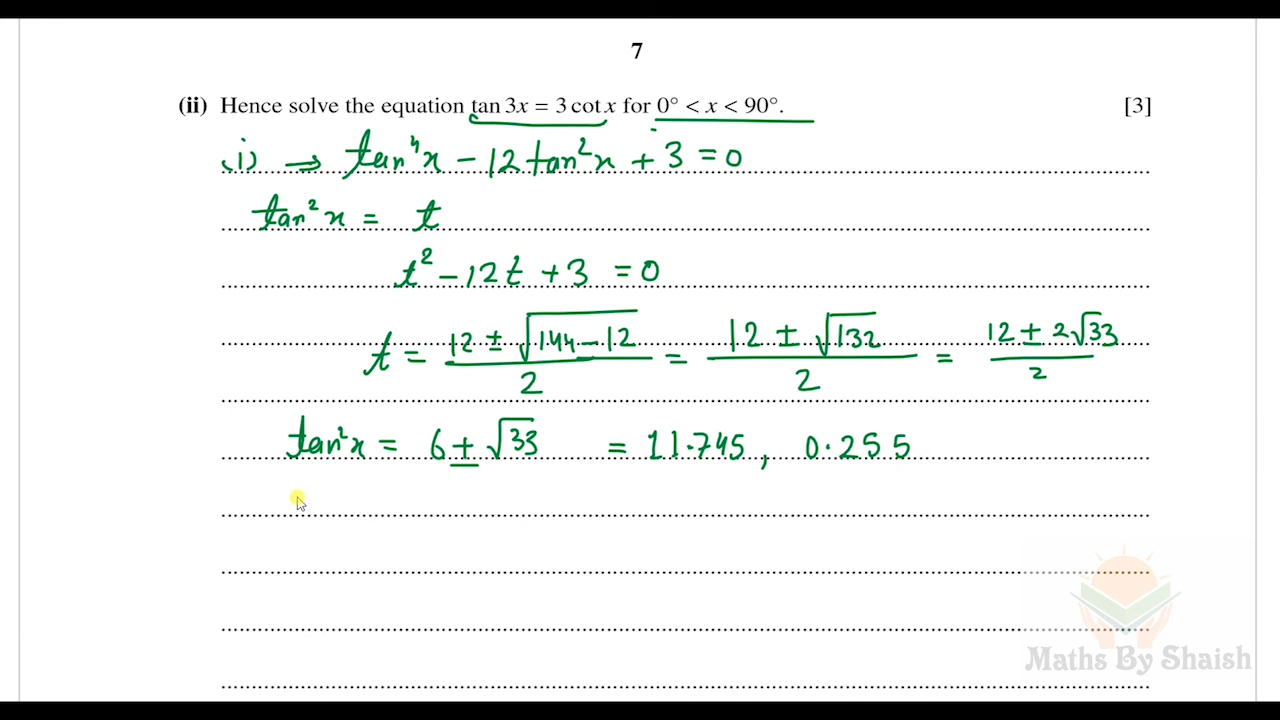 7
(ii) Hence solve the equation tan 3x = 3 cot x for 0° < x < 90°. [3]
(i) ⇒ tan⁴x − 12 tan²x + 3 = 0
tan²x = t
t² − 12t + 3 = 0
t = (12 ± √(144 − 12))/2 = (12 ± √132)/2 = (12 ± 2√33)/2
tan²x = 6 ± √33 = 11.745, 0.255
Maths By Shaish